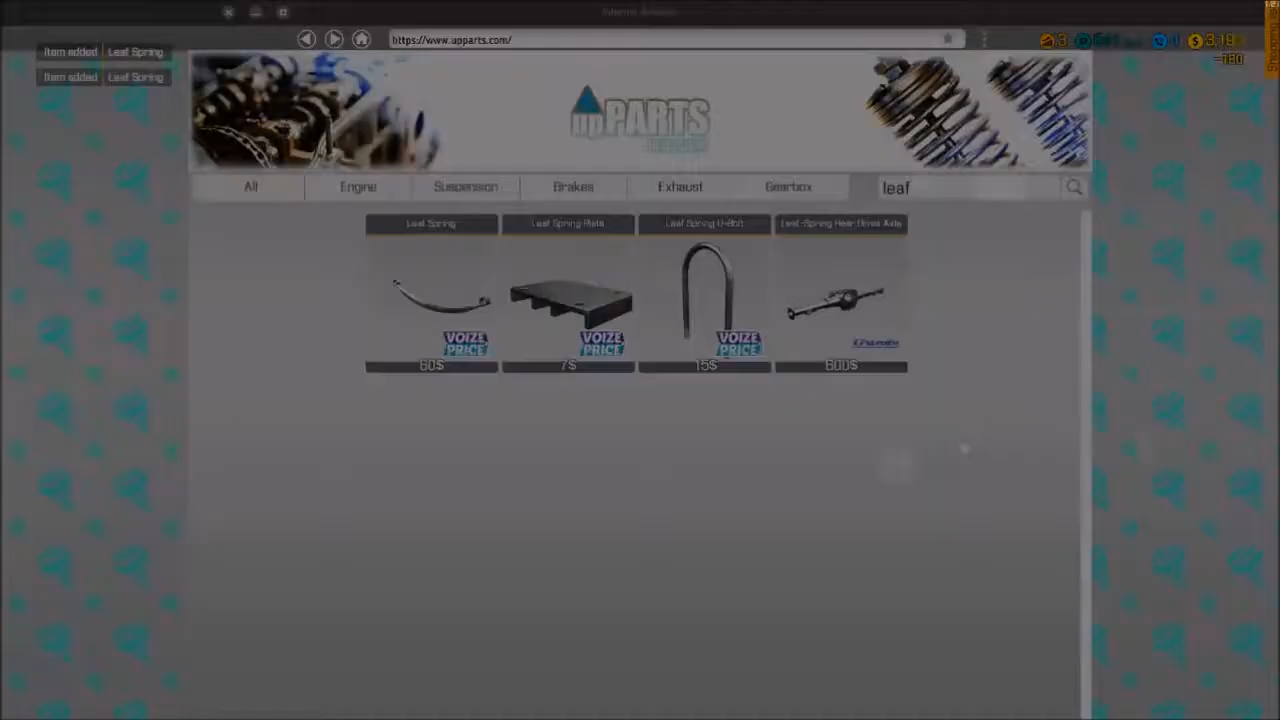 Item added Leaf Spring
Item added Leaf Spring
https://www.upparts.com/
upPARTS
All Engine Suspension Brakes Exhaust Gearbox leaf
Leaf Spring
Leaf Spring Plate
Leaf Spring U-Bolt
Leaf-Spring Rear Drive Axle
VOIZE PRICE
VOIZE PRICE
VOIZE PRICE
60$
7$
15$
600$